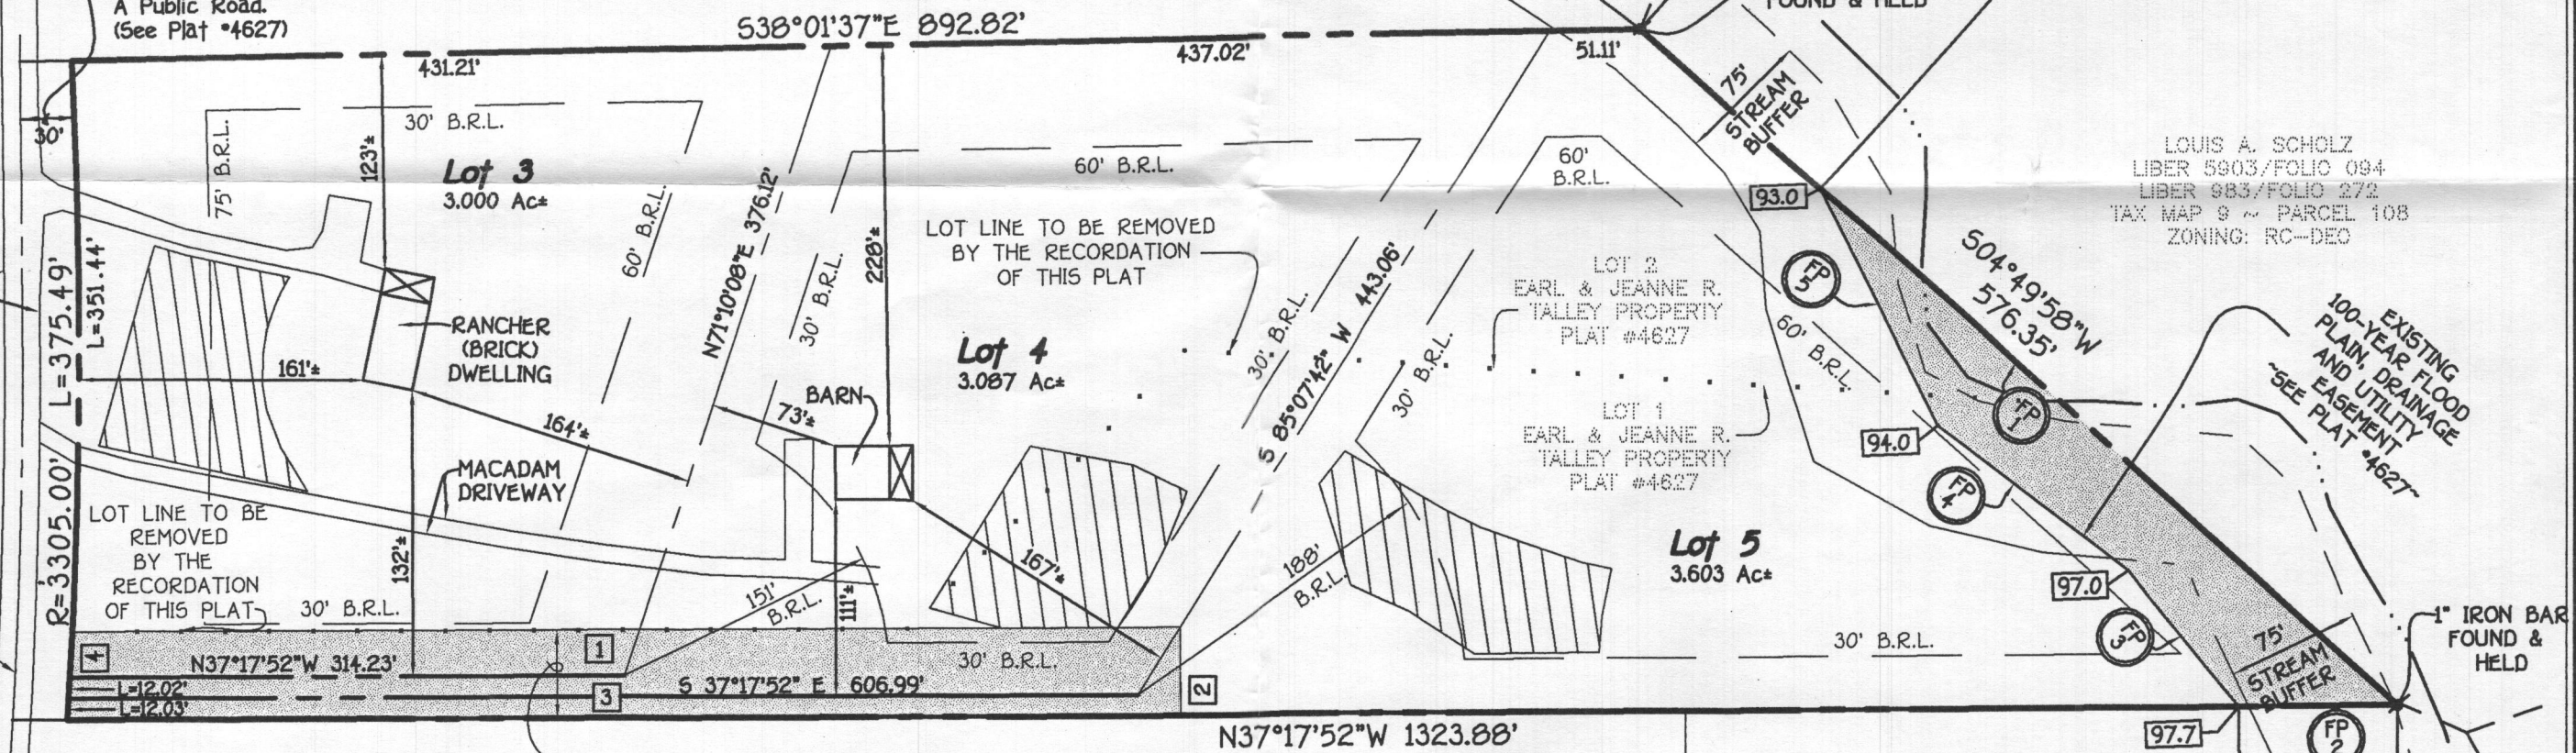 A Public Road.
(See Plat #4627)
S38°01'37"E 892.82'
431.21'
437.02'
51.11'
FOUND & HELD
30'
75' B.R.L.
30' B.R.L.
123'±
Lot 3
3.000 Ac±
60' B.R.L.
N71°10'08"E 376.12'
30' B.R.L.
228'±
60' B.R.L.
LOT LINE TO BE REMOVED
BY THE RECORDATION
OF THIS PLAT
Lot 4
3.087 Ac±
30' B.R.L.
S 85°07'42" W 443.06'
30' B.R.L.
60'
B.R.L.
75'
STREAM
BUFFER
93.0
LOUIS A. SCHOLZ
LIBER 5903/FOLIO 094
LIBER 983/FOLIO 272
TAX MAP 9 ~ PARCEL 108
ZONING: RC-DEO
LOT 2
EARL & JEANNE R.
TALLEY PROPERTY
PLAT #4627
LOT 1
EARL & JEANNE R.
TALLEY PROPERTY
PLAT #4627
FP
5
60' B.R.L.
S04°49'58"W
576.35'
EXISTING
100-YEAR FLOOD
PLAIN, DRAINAGE
AND UTILITY
EASEMENT
~SEE PLAT #4627~
FP
1
94.0
FP
4
97.0
FP
3
Lot 5
3.603 Ac±
188'
B.R.L.
30' B.R.L.
75'
STREAM
BUFFER
1" IRON BAR
FOUND &
HELD
97.7
FP
2
R=3305.00' L=375.49'
L=351.44'
161'±
RANCHER
(BRICK)
DWELLING
164'±
MACADAM
DRIVEWAY
132'±
BARN
73'±
167'±
151'
B.R.L.
111'±
LOT LINE TO BE
REMOVED
BY THE
RECORDATION
OF THIS PLAT
30' B.R.L.
30' B.R.L.
4
1
N37°17'52"W 314.23'
L=12.02'
L=12.03'
3
S 37°17'52" E 606.99'
2
N37°17'52"W 1323.88'